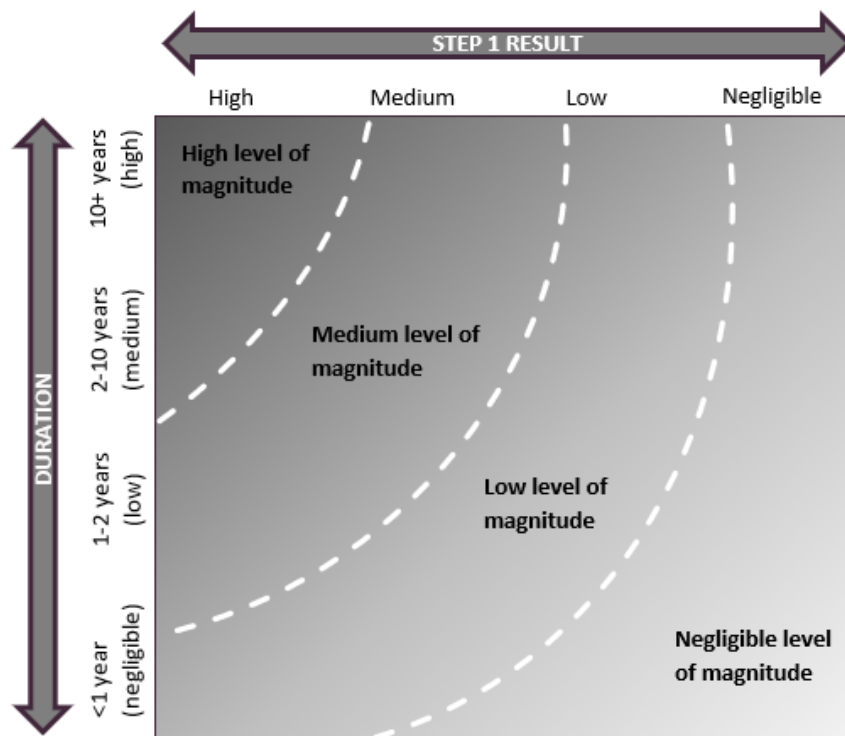 STEP 1 RESULT
High
Medium
Low
Negligible
DURATION
10+ years
(high)
2-10 years
(medium)
1-2 years
(low)
<1 year
(negligible)
High level of
magnitude
Medium level of
magnitude
Low level of
magnitude
Negligible level
of magnitude